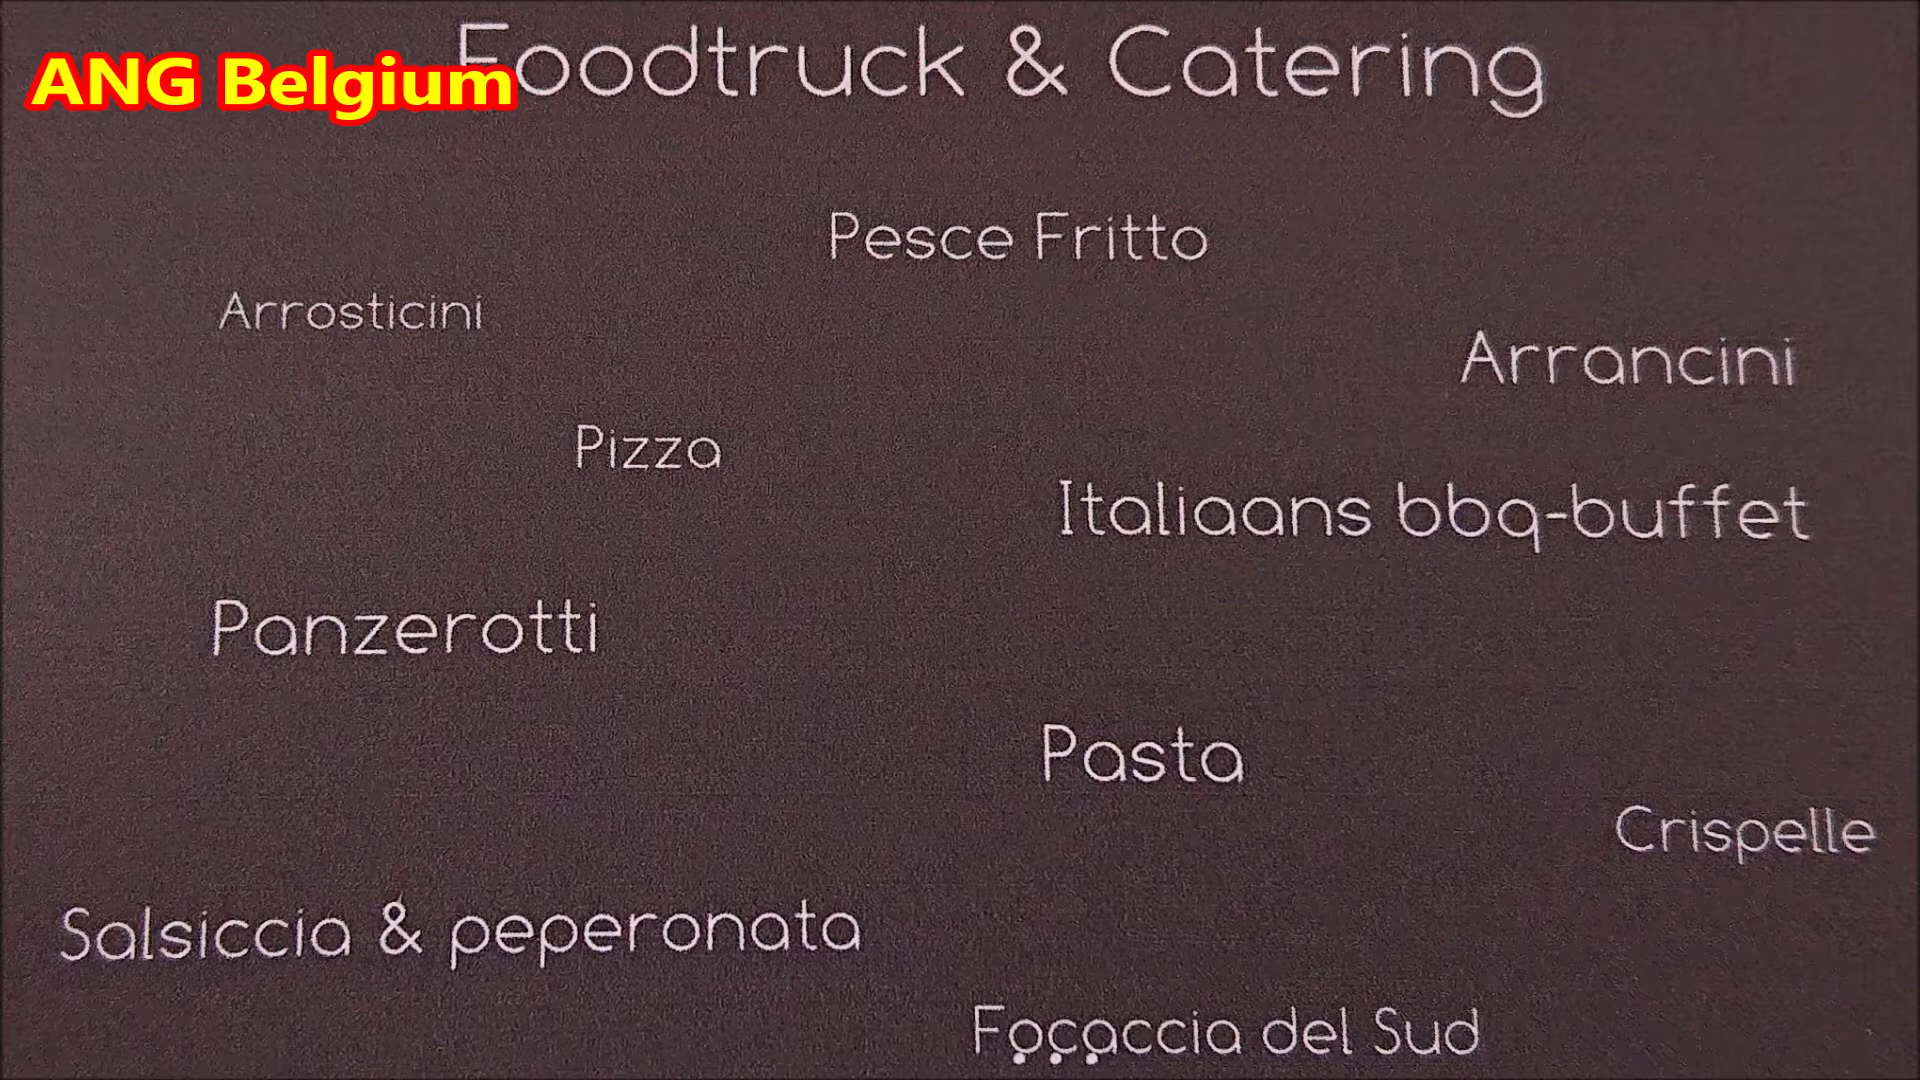 Foodtruck & Catering
ANG Belgium
Pesce Fritto
Arrosticini
Arrancini
Pizza
Italiaans bbq-buffet
Panzerotti
Pasta
Crispelle
Salsiccia & peperonata
Focaccia del Sud
...